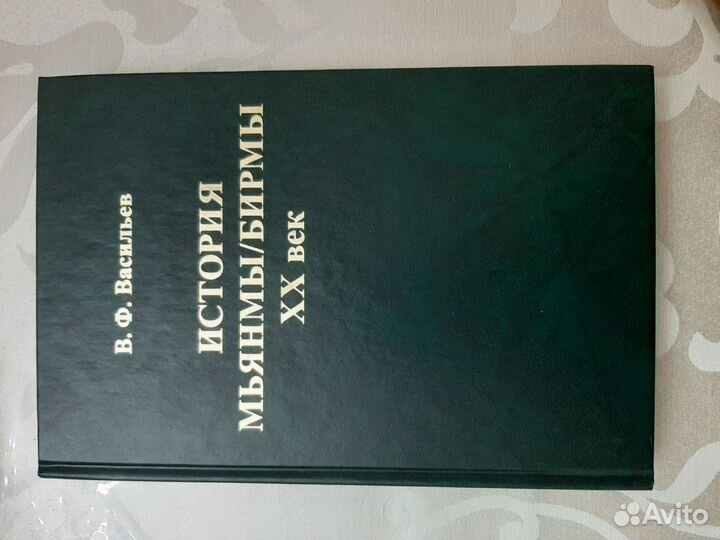 В. Ф. Васильев
ИСТОРИЯ
МЬЯНМЫ/БИРМЫ
XX век
Avito